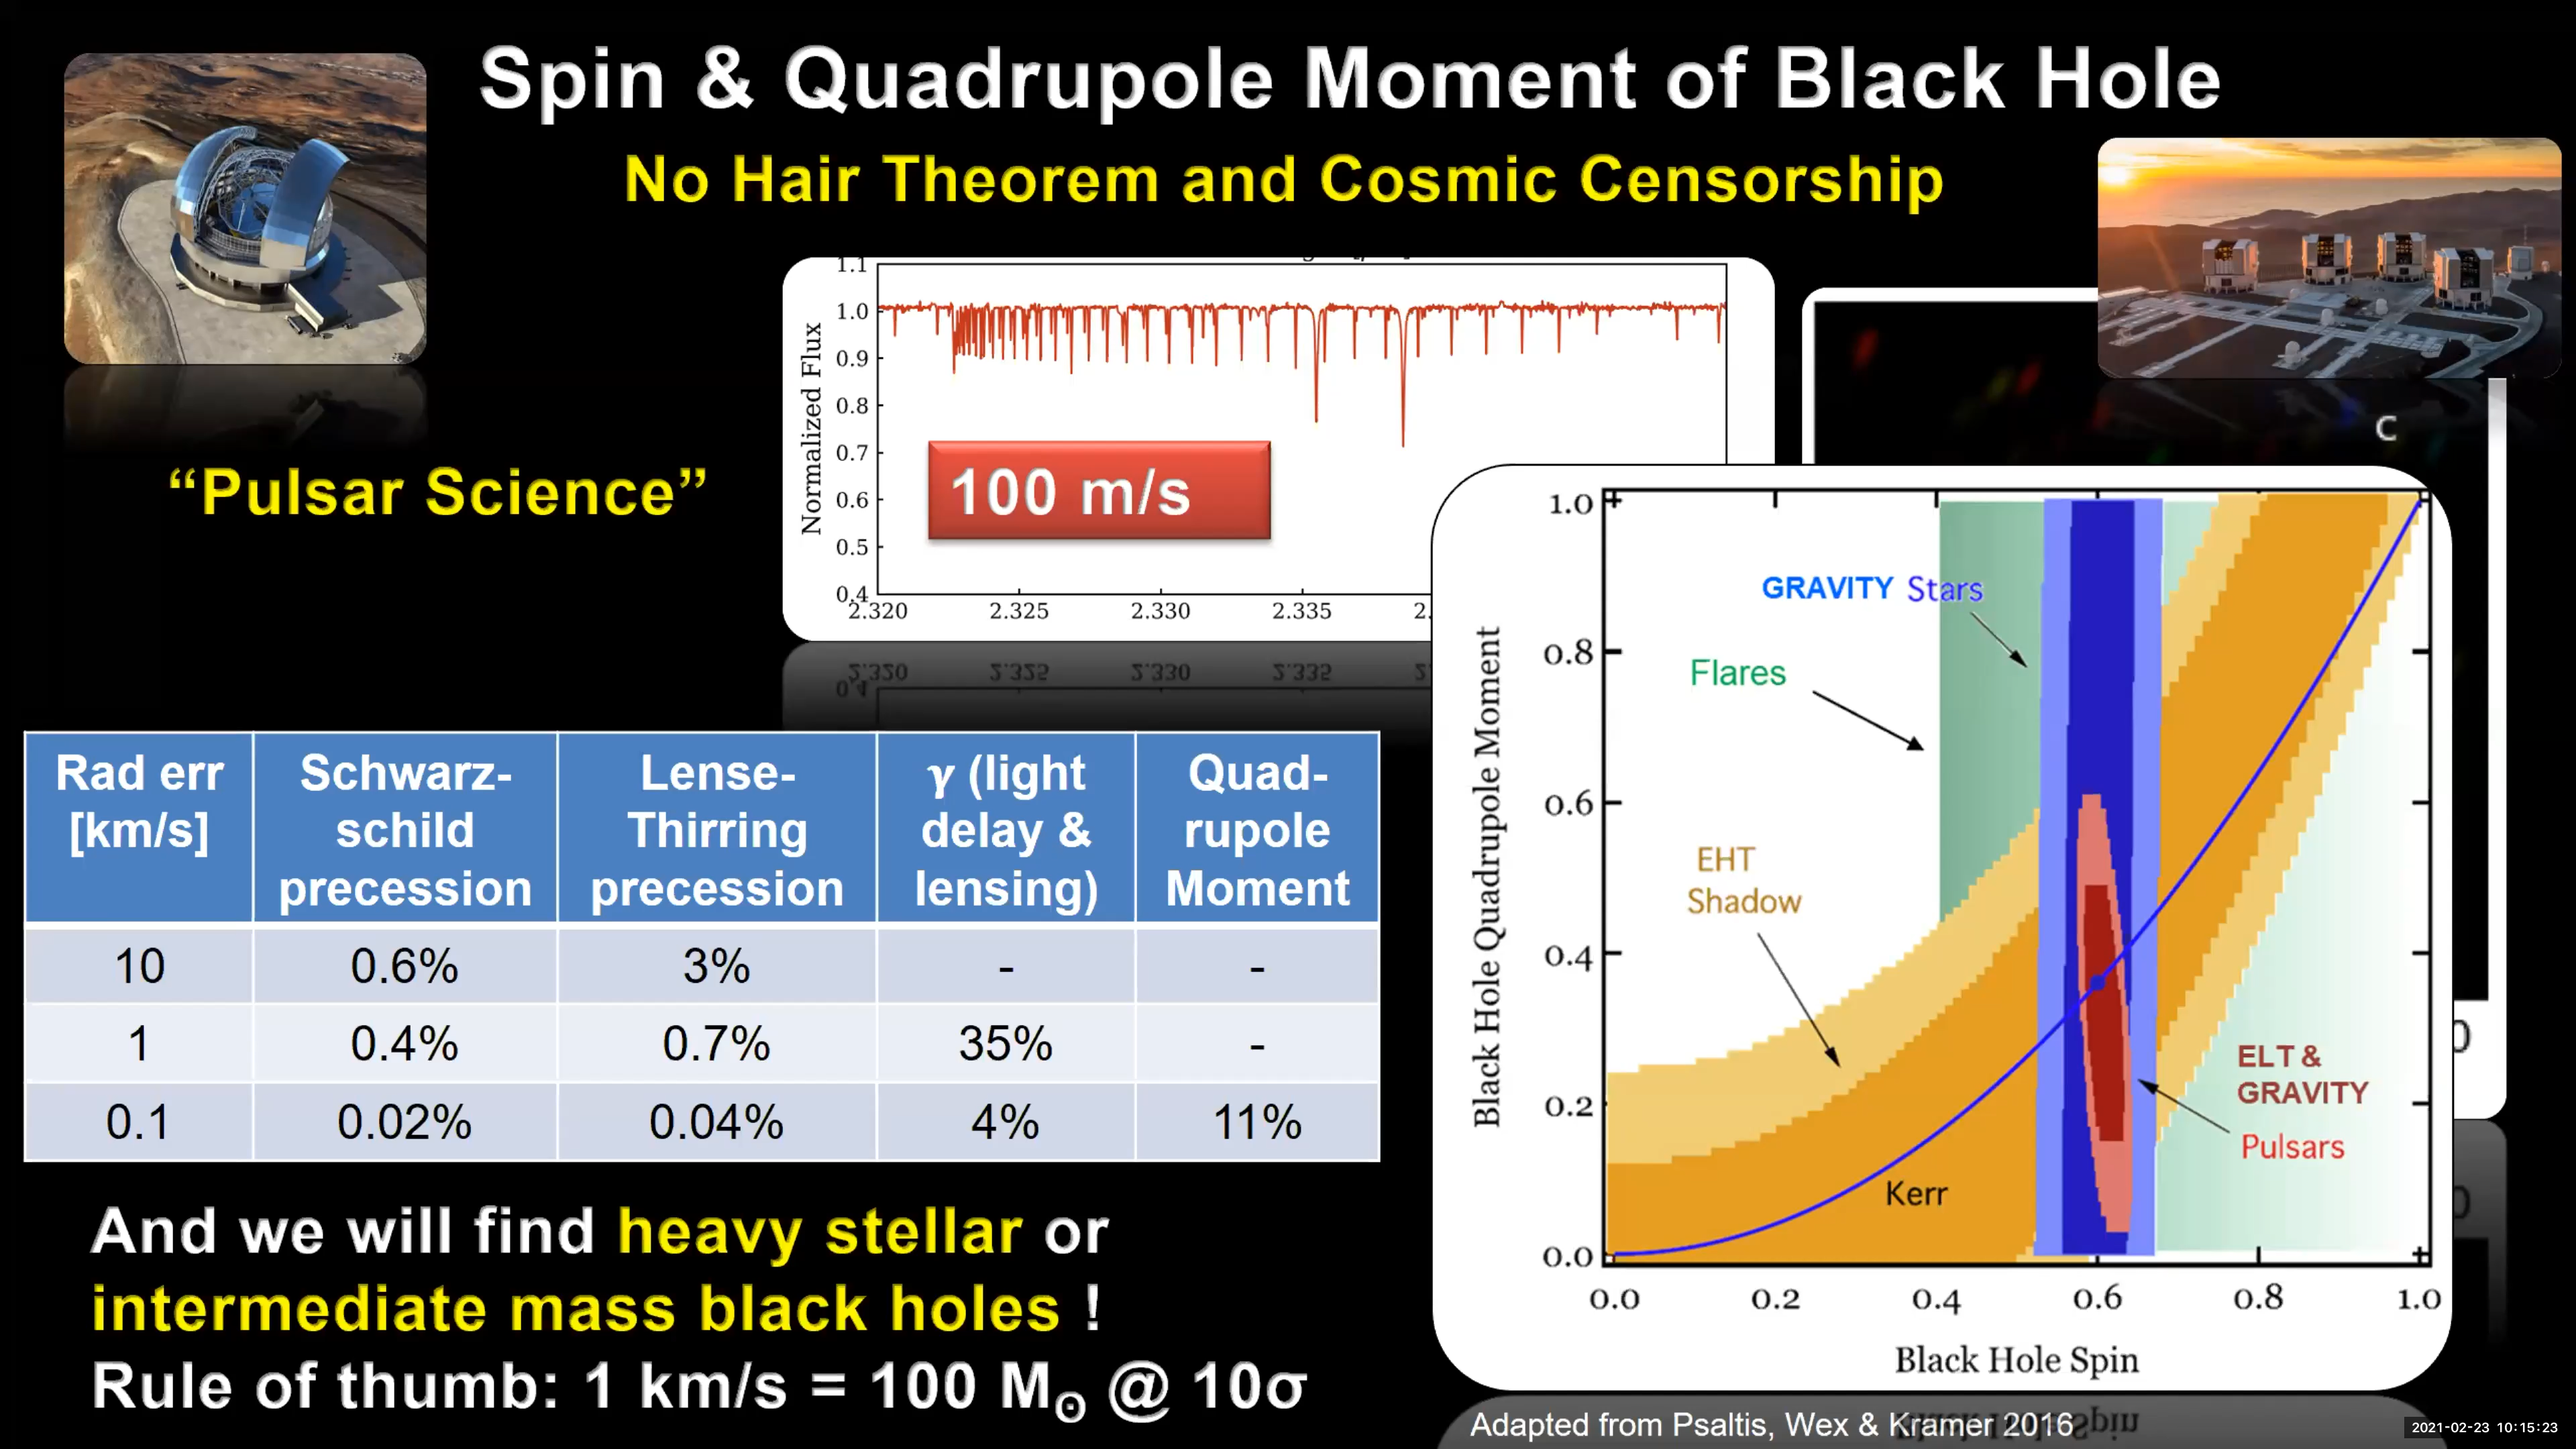 Spin & Quadrupole Moment of Black Hole
No Hair Theorem and Cosmic Censorship
“Pulsar Science”
Normalized Flux
1.1
1.0
0.9
0.8
0.7
0.6
0.5
0.4
2.320
2.325
2.330
2.335
2.
100 m/s
C
Rad err
[km/s]
Schwarz-
schild
precession
Lense-
Thirring
precession
γ (light
delay &
lensing)
Quad-
rupole
Moment
10
0.6%
3%
-
-
1
0.4%
0.7%
35%
-
0.1
0.02%
0.04%
4%
11%
And we will find heavy stellar or
intermediate mass black holes !
Rule of thumb: 1 km/s = 100 M⊙ @ 10σ
Black Hole Quadrupole Moment
1.0
0.8
0.6
0.4
0.2
0.0
GRAVITY Stars
Flares
EHT
Shadow
Kerr
ELT &
GRAVITY
Pulsars
0.0
0.2
0.4
0.6
0.8
1.0
Black Hole Spin
Adapted from Psaltis, Wex & Kramer 2016
2021-02-23 10:15:23